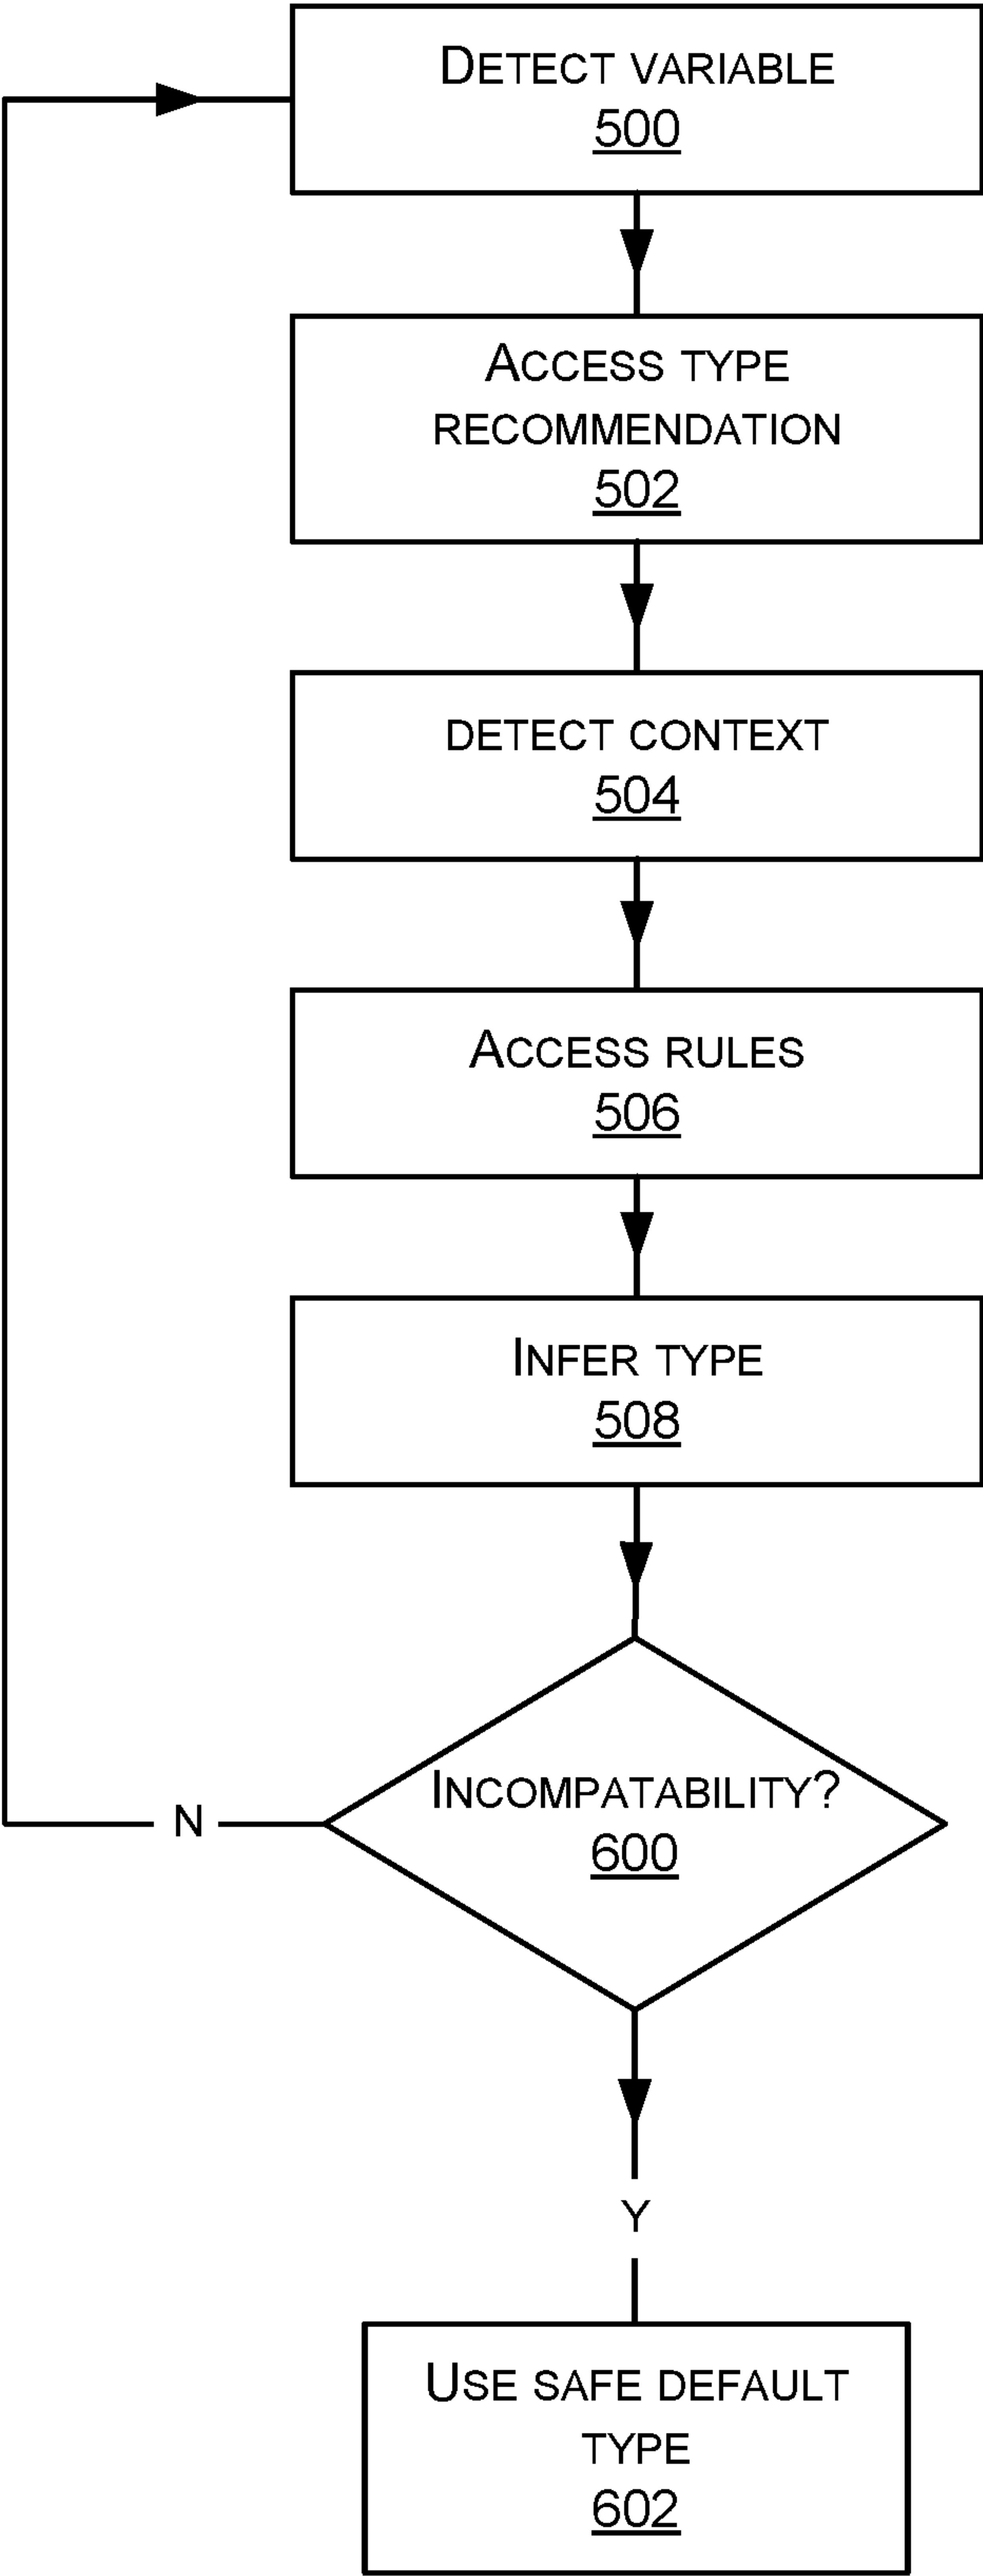 Detect variable
500
Access type
recommendation
502
detect context
504
Access rules
506
Infer type
508
Incompatability?
600
N
Y
Use safe default
type
602